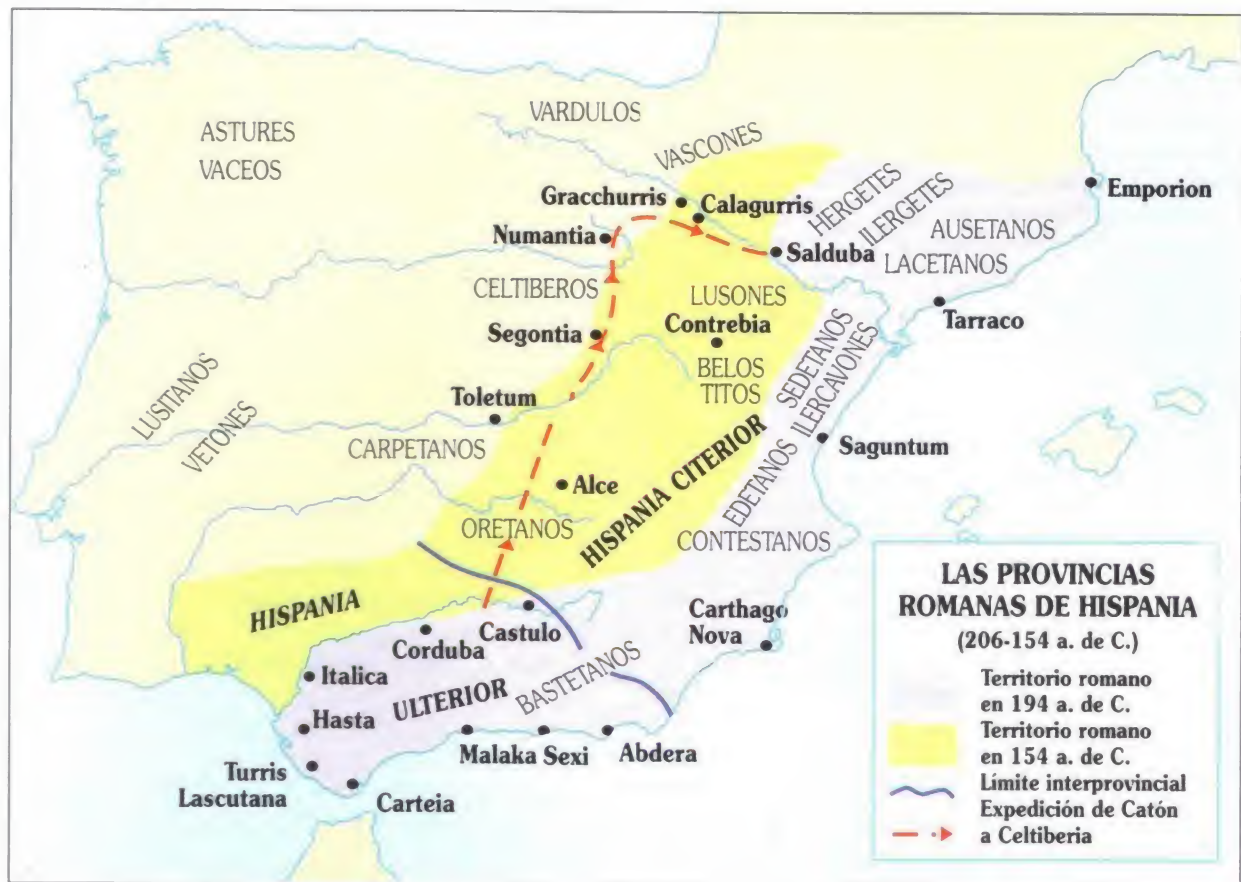 VARDULOS
ASTURES
VACEOS
VASCONES
Gracchurris
Calagurris
HERGETES
ILERGETES
Emporion
Numantia
Salduba
AUSETANOS
LACETANOS
CELTIBEROS
LUSONES
Tarraco
Segontia
Contrebia
BELOS
TITOS
SEDETANOS
ILERCAVONES
LUSITANOS
VETONES
Toletum
CARPETANOS
Saguntum
Alce
HISPANIA CITERIOR
EDETANOS
ORETANOS
CONTESTANOS
HISPANIA
Castulo
Corduba
Carthago
Nova
Italica
ULTERIOR
BASTETANOS
Hasta
Malaka
Sexi
Abdera
Turris
Lascutana
Carteia
LAS PROVINCIAS
ROMANAS DE HISPANIA
(206-154 a. de C.)
Territorio romano
en 194 a. de C.
Territorio romano
en 154 a. de C.
Límite interprovincial
Expedición de Catón
a Celtiberia